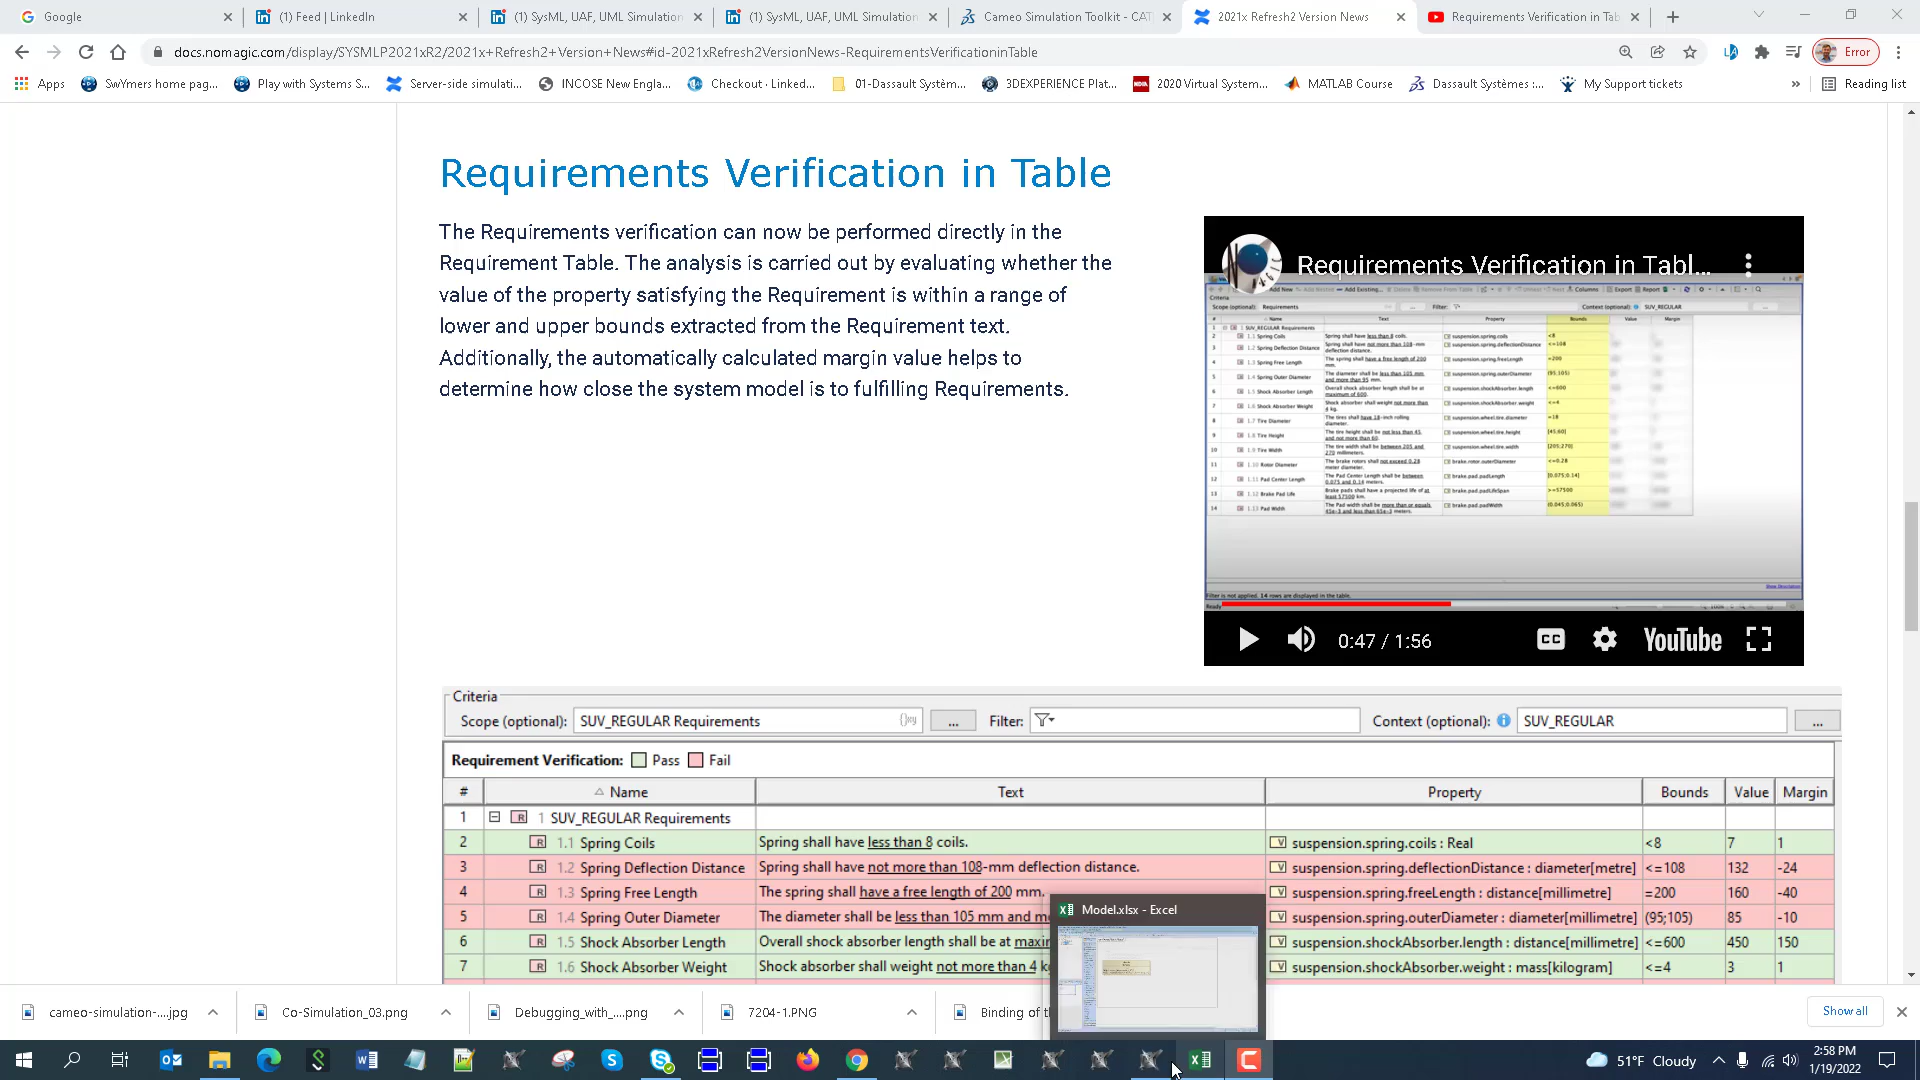 Google
(1) Feed | LinkedIn
(1) SysML, UAF, UML Simulation
(1) SysML, UAF, UML Simulation
Cameo Simulation Toolkit - CAT
2021x Refresh2 Version News
Requirements Verification in Tab
docs.nomagic.com/display/SYSMLP2021xR2/2021x+Refresh2+Version+News#id-2021xRefresh2VersionNews-RequirementsVerificationinTable
Error
Apps
SwYmers home pag...
Play with Systems S...
Server-side simulati...
INCOSE New Engla...
Checkout · Linked...
01-Dassault Systèm...
3DEXPERIENCE Plat...
2020 Virtual System...
MATLAB Course
Dassault Systèmes :...
My Support tickets
»
Reading list
Requirements Verification in Table
The Requirements verification can now be performed directly in the
Requirement Table. The analysis is carried out by evaluating whether the
value of the property satisfying the Requirement is within a range of
lower and upper bounds extracted from the Requirement text.
Additionally, the automatically calculated margin value helps to
determine how close the system model is to fulfilling Requirements.
Requirements Verification in Tabl...
0:47 / 1:56
CC
YouTube
Criteria
Scope (optional): SUV_REGULAR Requirements ... Filter: Context (optional): SUV_REGULAR ...
Requirement Verification: Pass Fail
# Name Text Property Bounds Value Margin
1 R 1 SUV_REGULAR Requirements
2 R 1.1 Spring Coils Spring shall have less than 8 coils. V suspension.spring.coils : Real <8 7 1
3 R 1.2 Spring Deflection Distance Spring shall have not more than 108-mm deflection distance. V suspension.spring.deflectionDistance : diameter[metre] <=108 132 -24
4 R 1.3 Spring Free Length The spring shall have a free length of 200 mm. V suspension.spring.freeLength : distance[millimetre] =200 160 -40
5 R 1.4 Spring Outer Diameter The diameter shall be less than 105 mm and mo V suspension.spring.outerDiameter : diameter[millimetre] (95;105) 85 -10
6 R 1.5 Shock Absorber Length Overall shock absorber length shall be at maxin V suspension.shockAbsorber.length : distance[millimetre] <=600 450 150
7 R 1.6 Shock Absorber Weight Shock absorber shall weight not more than 4 k V suspension.shockAbsorber.weight : mass[kilogram] <=4 3 1
Model.xlsx - Excel
cameo-simulation-....jpg
Co-Simulation_03.png
Debugging_with_....png
7204-1.PNG
Binding of t
Show all
51°F Cloudy
2:58 PM
1/19/2022